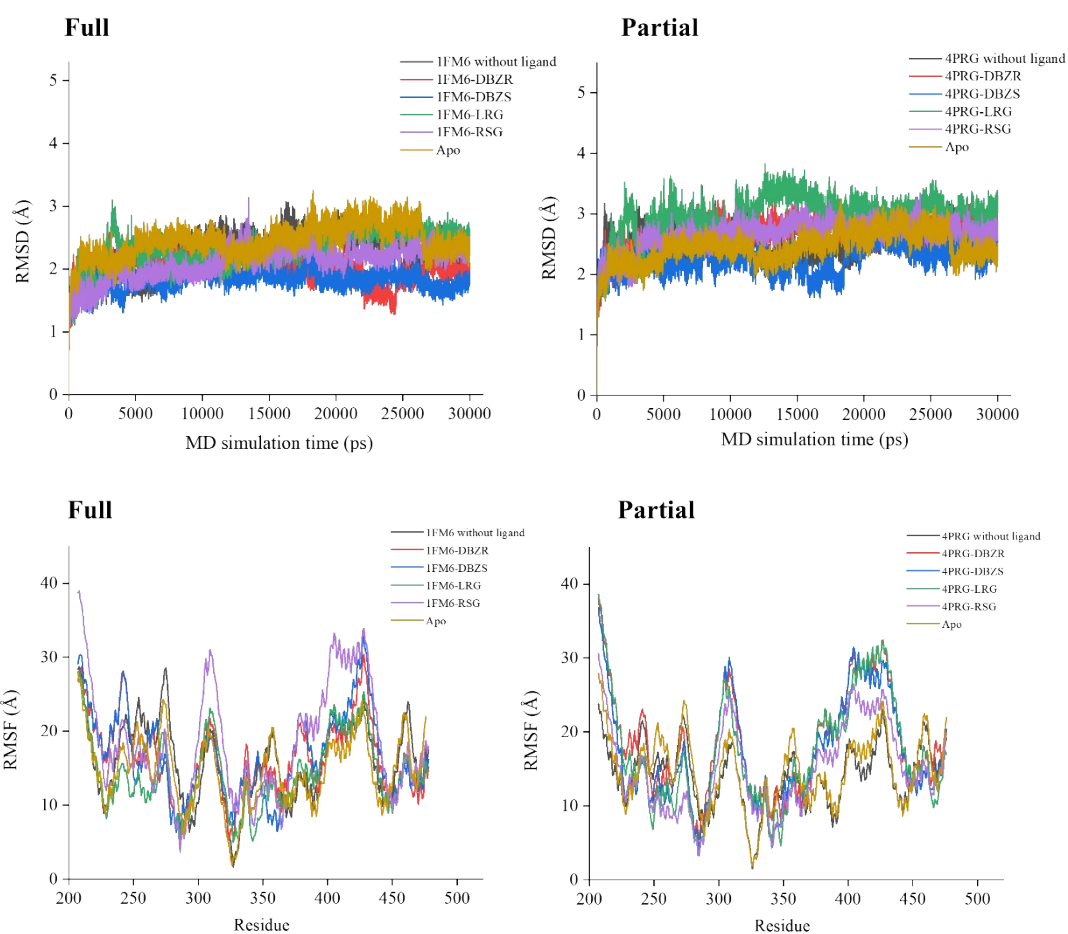 Full
1FM6 without ligand
1FM6-DBZR
1FM6-DBZS
1FM6-LRG
1FM6-RSG
Apo
RMSD (Å)
5
4
3
2
1
0
0 5000 10000 15000 20000 25000 30000
MD simulation time (ps)
Partial
4PRG without ligand
4PRG-DBZR
4PRG-DBZS
4PRG-LRG
4PRG-RSG
Apo
RMSD (Å)
5
4
3
2
1
0
0 5000 10000 15000 20000 25000 30000
MD simulation time (ps)
Full
1FM6 without ligand
1FM6-DBZR
1FM6-DBZS
1FM6-LRG
1FM6-RSG
Apo
RMSF (Å)
40
30
20
10
0
200 250 300 350 400 450 500
Residue
Partial
4PRG without ligand
4PRG-DBZR
4PRG-DBZS
4PRG-LRG
4PRG-RSG
Apo
RMSF (Å)
40
30
20
10
0
200 250 300 350 400 450 500
Residue